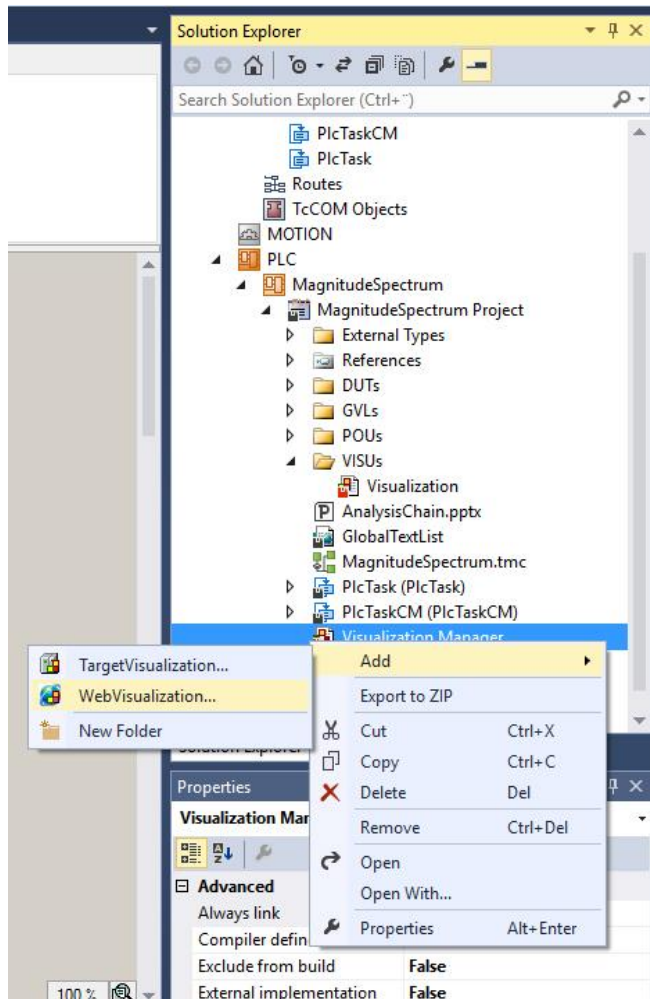 Solution Explorer
Search Solution Explorer (Ctrl+¨)
PlcTaskCM
PlcTask
Routes
TcCOM Objects
MOTION
PLC
MagnitudeSpectrum
MagnitudeSpectrum Project
External Types
References
DUTs
GVLs
POUs
VISUs
Visualization
AnalysisChain.pptx
GlobalTextList
MagnitudeSpectrum.tmc
PlcTask (PlcTask)
PlcTaskCM (PlcTaskCM)
Visualization Manager
TargetVisualization...
WebVisualization...
New Folder
Add
Export to ZIP
Cut Ctrl+X
Copy Ctrl+C
Delete Del
Remove Ctrl+Del
Open
Open With...
Properties Alt+Enter
Solution Explorer
Properties
Visualization Man
Advanced
Always link
Compiler defin
Exclude from build False
External implementation False
100 %